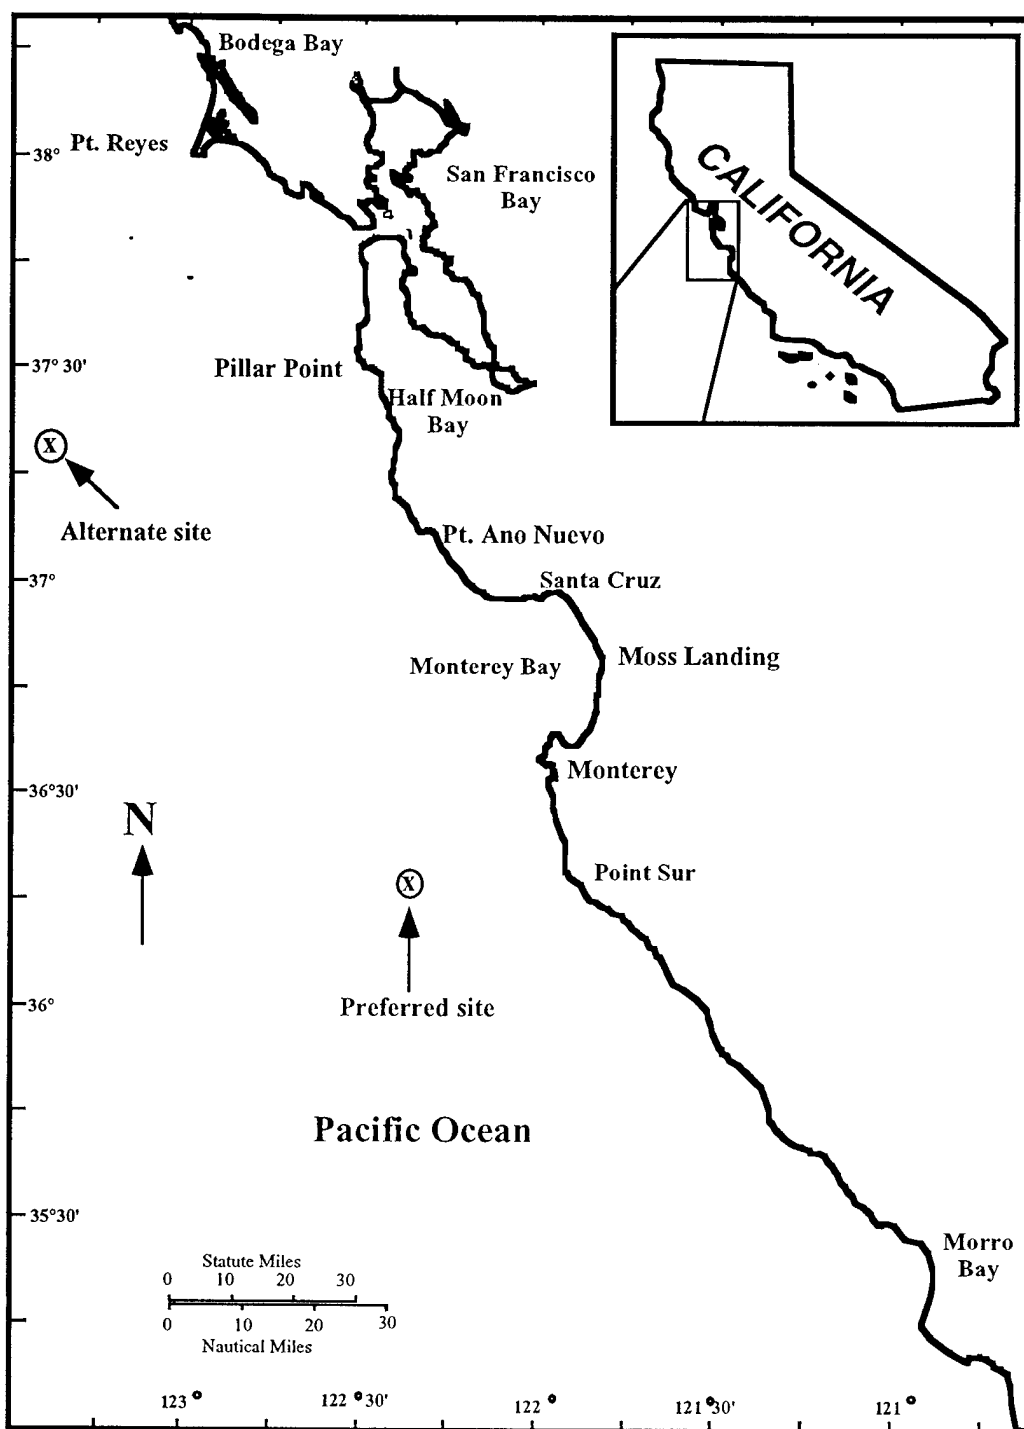 Bodega Bay
Pt. Reyes
38°
San Francisco
Bay
CALIFORNIA
37° 30'
Pillar Point
Half Moon
Bay
X
Alternate site
Pt. Ano Nuevo
37°
Santa Cruz
Monterey Bay
Moss Landing
Monterey
36°30'
N
Point Sur
X
36°
Preferred site
Pacific Ocean
35°30'
Morro
Bay
Statute Miles
0 10 20 30
0 10 20 30
Nautical Miles
123° 122°30' 122° 121°30' 121°